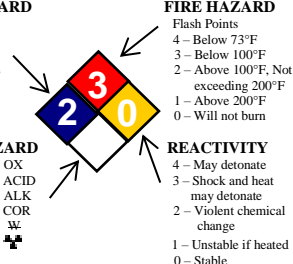 ARD
FIRE HAZARD
Flash Points
4 – Below 73°F
3 – Below 100°F
2 – Above 100°F, Not
exceeding 200°F
1 – Above 200°F
0 – Will not burn
3
2
0
ZARD
OX
ACID
ALK
COR
W
REACTIVITY
4 – May detonate
3 – Shock and heat
may detonate
2 – Violent chemical
change
1 – Unstable if heated
0 – Stable